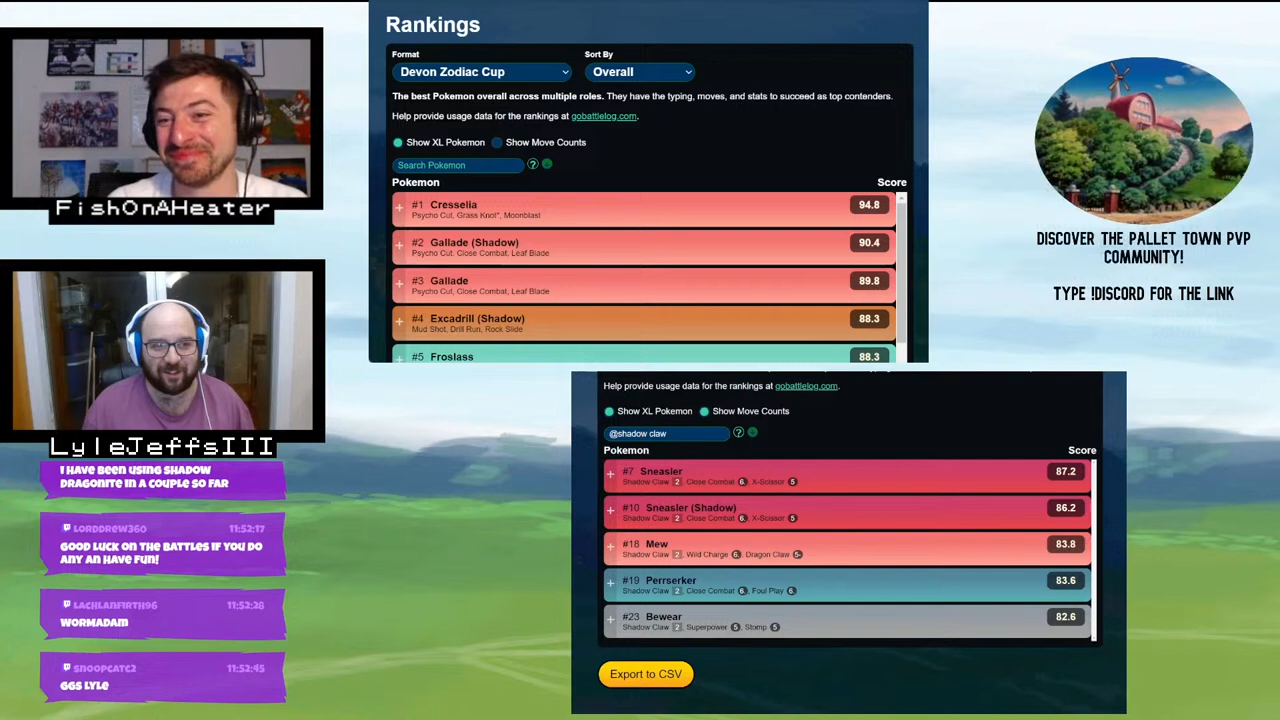 FishOnAHeater
LyleJeffsIII
I HAVE BEEN USING SHADOW
DRAGONITE IN A COUPLE SO FAR
LORDDREW360 11:52:17
GOOD LUCK ON THE BATTLES IF YOU DO
ANY AN HAVE FUN!
LACHLANFIRTH96 11:52:28
WORMADAM
SNOOPCATC2 11:52:45
GGS LYLE
Rankings
Format Sort By
Devon Zodiac Cup Overall
The best Pokemon overall across multiple roles. They have the typing, moves, and stats to succeed as top contenders.
Help provide usage data for the rankings at gobattlelog.com.
Show XL Pokemon Show Move Counts
Search Pokemon ?
Pokemon Score
+ #1 Cresselia 94.8
Psycho Cut, Grass Knot*, Moonblast
+ #2 Gallade (Shadow) 90.4
Psycho Cut, Close Combat, Leaf Blade
+ #3 Gallade 89.8
Psycho Cut, Close Combat, Leaf Blade
+ #4 Excadrill (Shadow) 88.3
Mud Shot, Drill Run, Rock Slide
+ #5 Froslass 88.3
Help provide usage data for the rankings at gobattlelog.com.
Show XL Pokemon Show Move Counts
@shadow claw ?
Pokemon Score
+ #7 Sneasler 87.2
Shadow Claw 2 Close Combat 6 X-Scissor 5
+ #10 Sneasler (Shadow) 86.2
Shadow Claw 2 Close Combat 6 X-Scissor 5
+ #18 Mew 83.8
Shadow Claw 2 Wild Charge 6 Dragon Claw 5
+ #19 Perrserker 83.6
Shadow Claw 2 Close Combat 6 Foul Play 6
+ #23 Bewear 82.6
Shadow Claw 2 Superpower 5 Stomp 5
Export to CSV
DISCOVER THE PALLET TOWN PVP
COMMUNITY!
TYPE !DISCORD FOR THE LINK